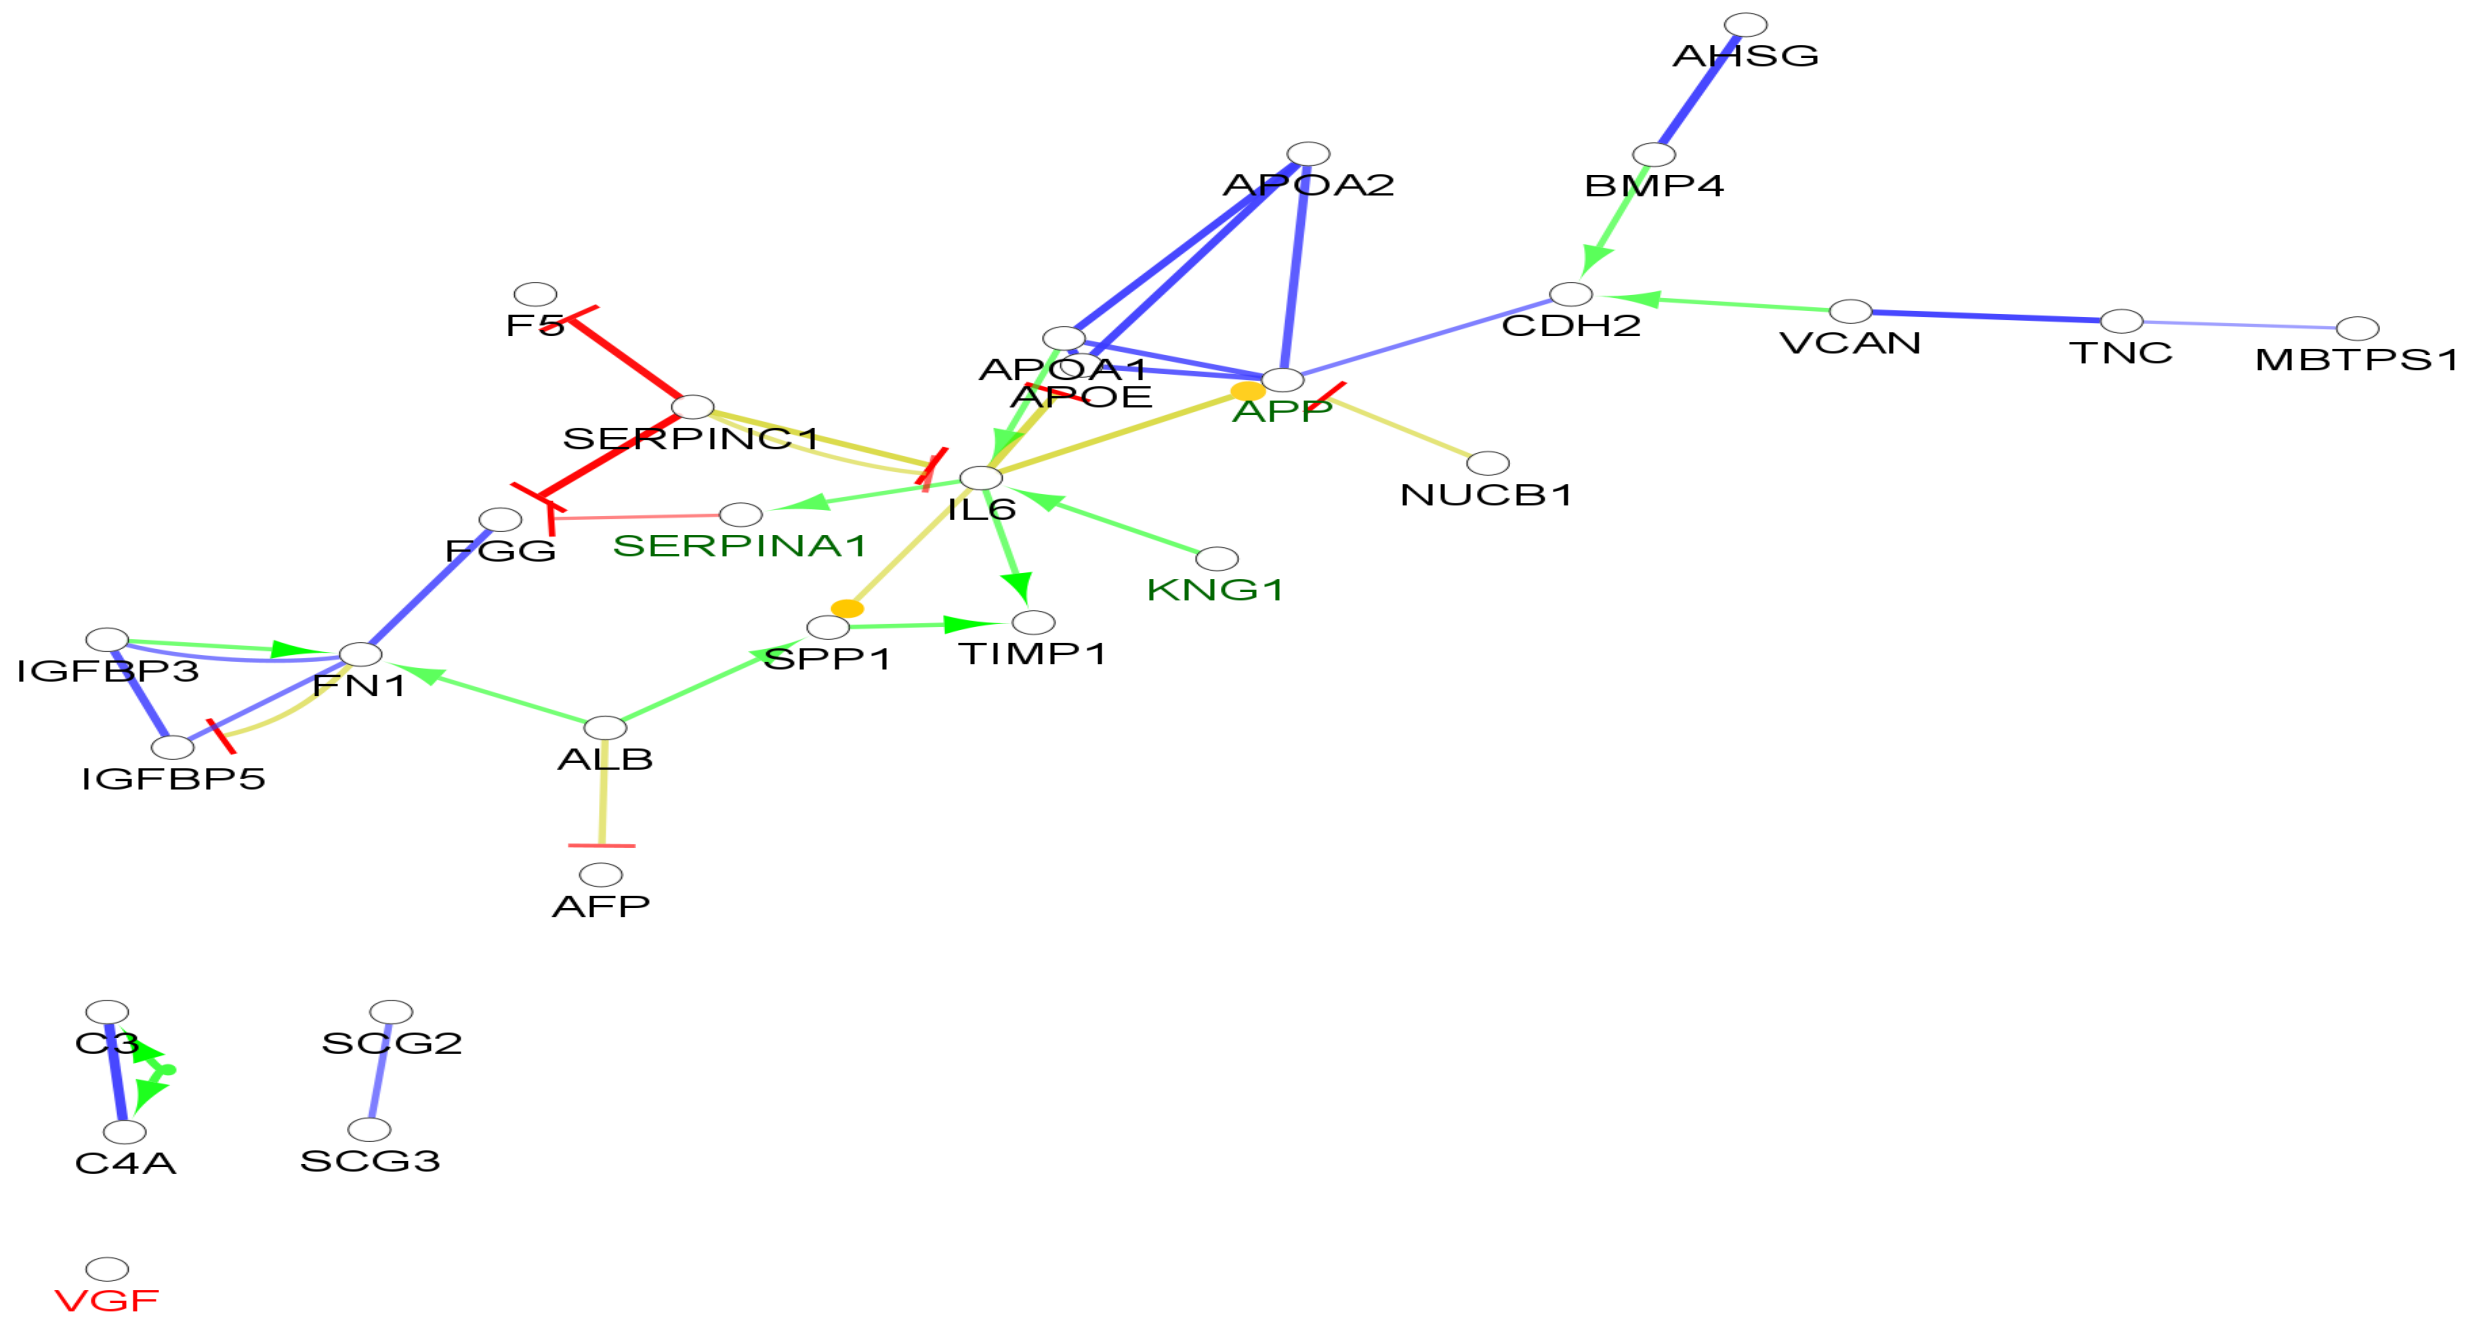 AHSG
APOA2
BMP4
F5
CDH2
VCAN
TNC
MBTPS1
APOA1
APOE
APP
SERPINC1
NUCB1
IL6
FGG
SERPINA1
KNG1
IGFBP3
FN1
SPP1
TIMP1
IGFBP5
ALB
AFP
C3
SCG2
C4A
SCG3
VGF